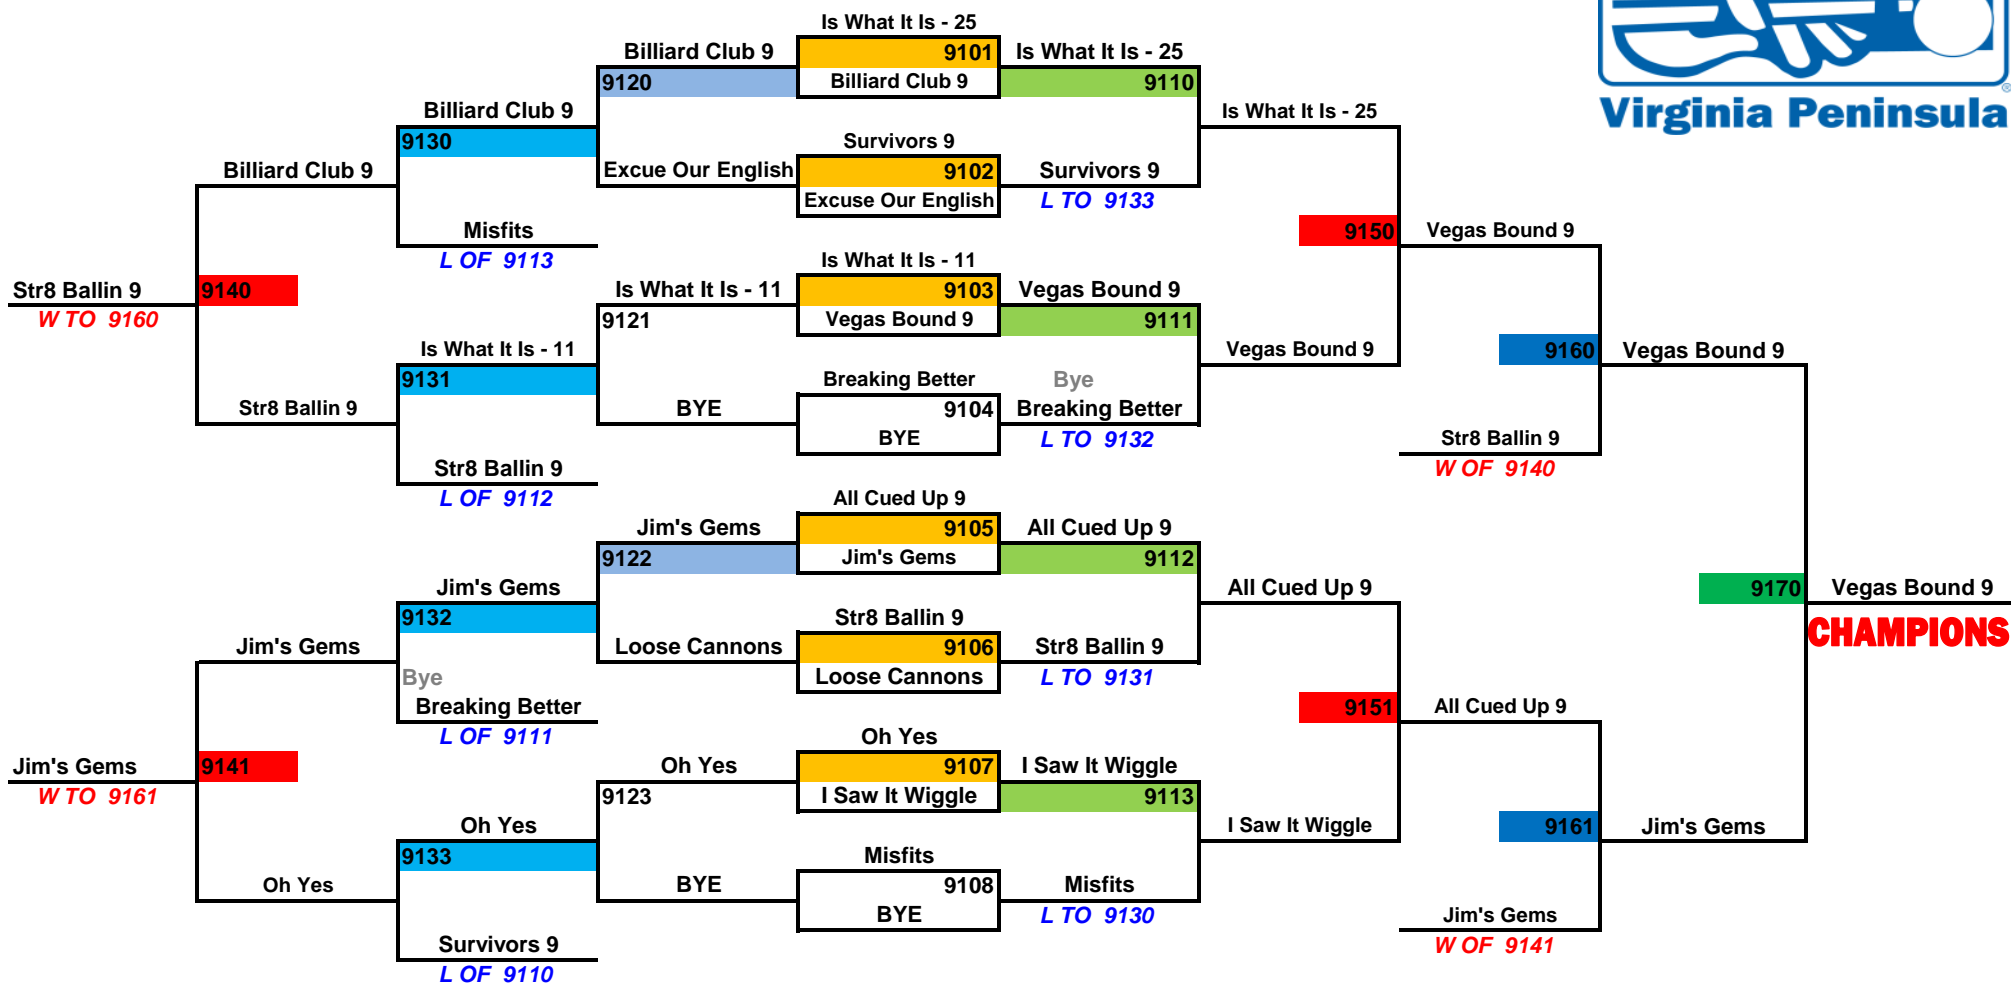 Is What It Is - 25
Billiard Club 9
9101
Is What It Is - 25
9120
Billiard Club 9
9110
Virginia Peninsula
®
Billiard Club 9
Is What It Is - 25
9130
Survivors 9
Billiard Club 9
Excue Our English
9102
Survivors 9
Excuse Our English
L TO 9133
Misfits
9150
Vegas Bound 9
L OF 9113
Is What It Is - 11
Str8 Ballin 9
9140
Is What It Is - 11
9103
Vegas Bound 9
W TO 9160
9121
Vegas Bound 9
9111
Is What It Is - 11
Vegas Bound 9
9160
Vegas Bound 9
9131
Breaking Better
Bye
Str8 Ballin 9
BYE
9104
Breaking Better
BYE
L TO 9132
Str8 Ballin 9
Str8 Ballin 9
W OF 9140
L OF 9112
All Cued Up 9
Jim's Gems
9105
All Cued Up 9
9122
Jim's Gems
9112
Jim's Gems
All Cued Up 9
9170
Vegas Bound 9
9132
Str8 Ballin 9
CHAMPIONS
Jim's Gems
Loose Cannons
9106
Str8 Ballin 9
Bye
Loose Cannons
L TO 9131
Breaking Better
9151
All Cued Up 9
L OF 9111
Oh Yes
Jim's Gems
9141
Oh Yes
9107
I Saw It Wiggle
W TO 9161
9123
I Saw It Wiggle
9113
Oh Yes
I Saw It Wiggle
9161
Jim's Gems
9133
Misfits
Oh Yes
BYE
9108
Misfits
BYE
L TO 9130
Jim's Gems
Survivors 9
W OF 9141
L OF 9110